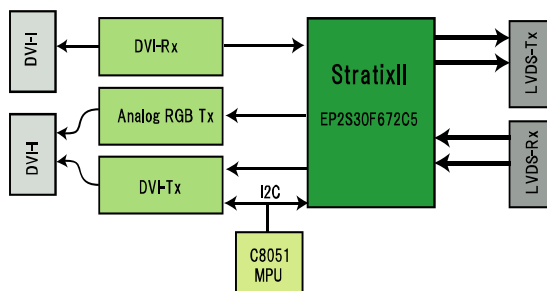 DVI-I
DVI-Rx
StratixII
EP2S30F672C5
LVDS-Tx
Analog RGB Tx
DVI-I
DVI-Tx
LVDS-Rx
I2C
C8051
MPU